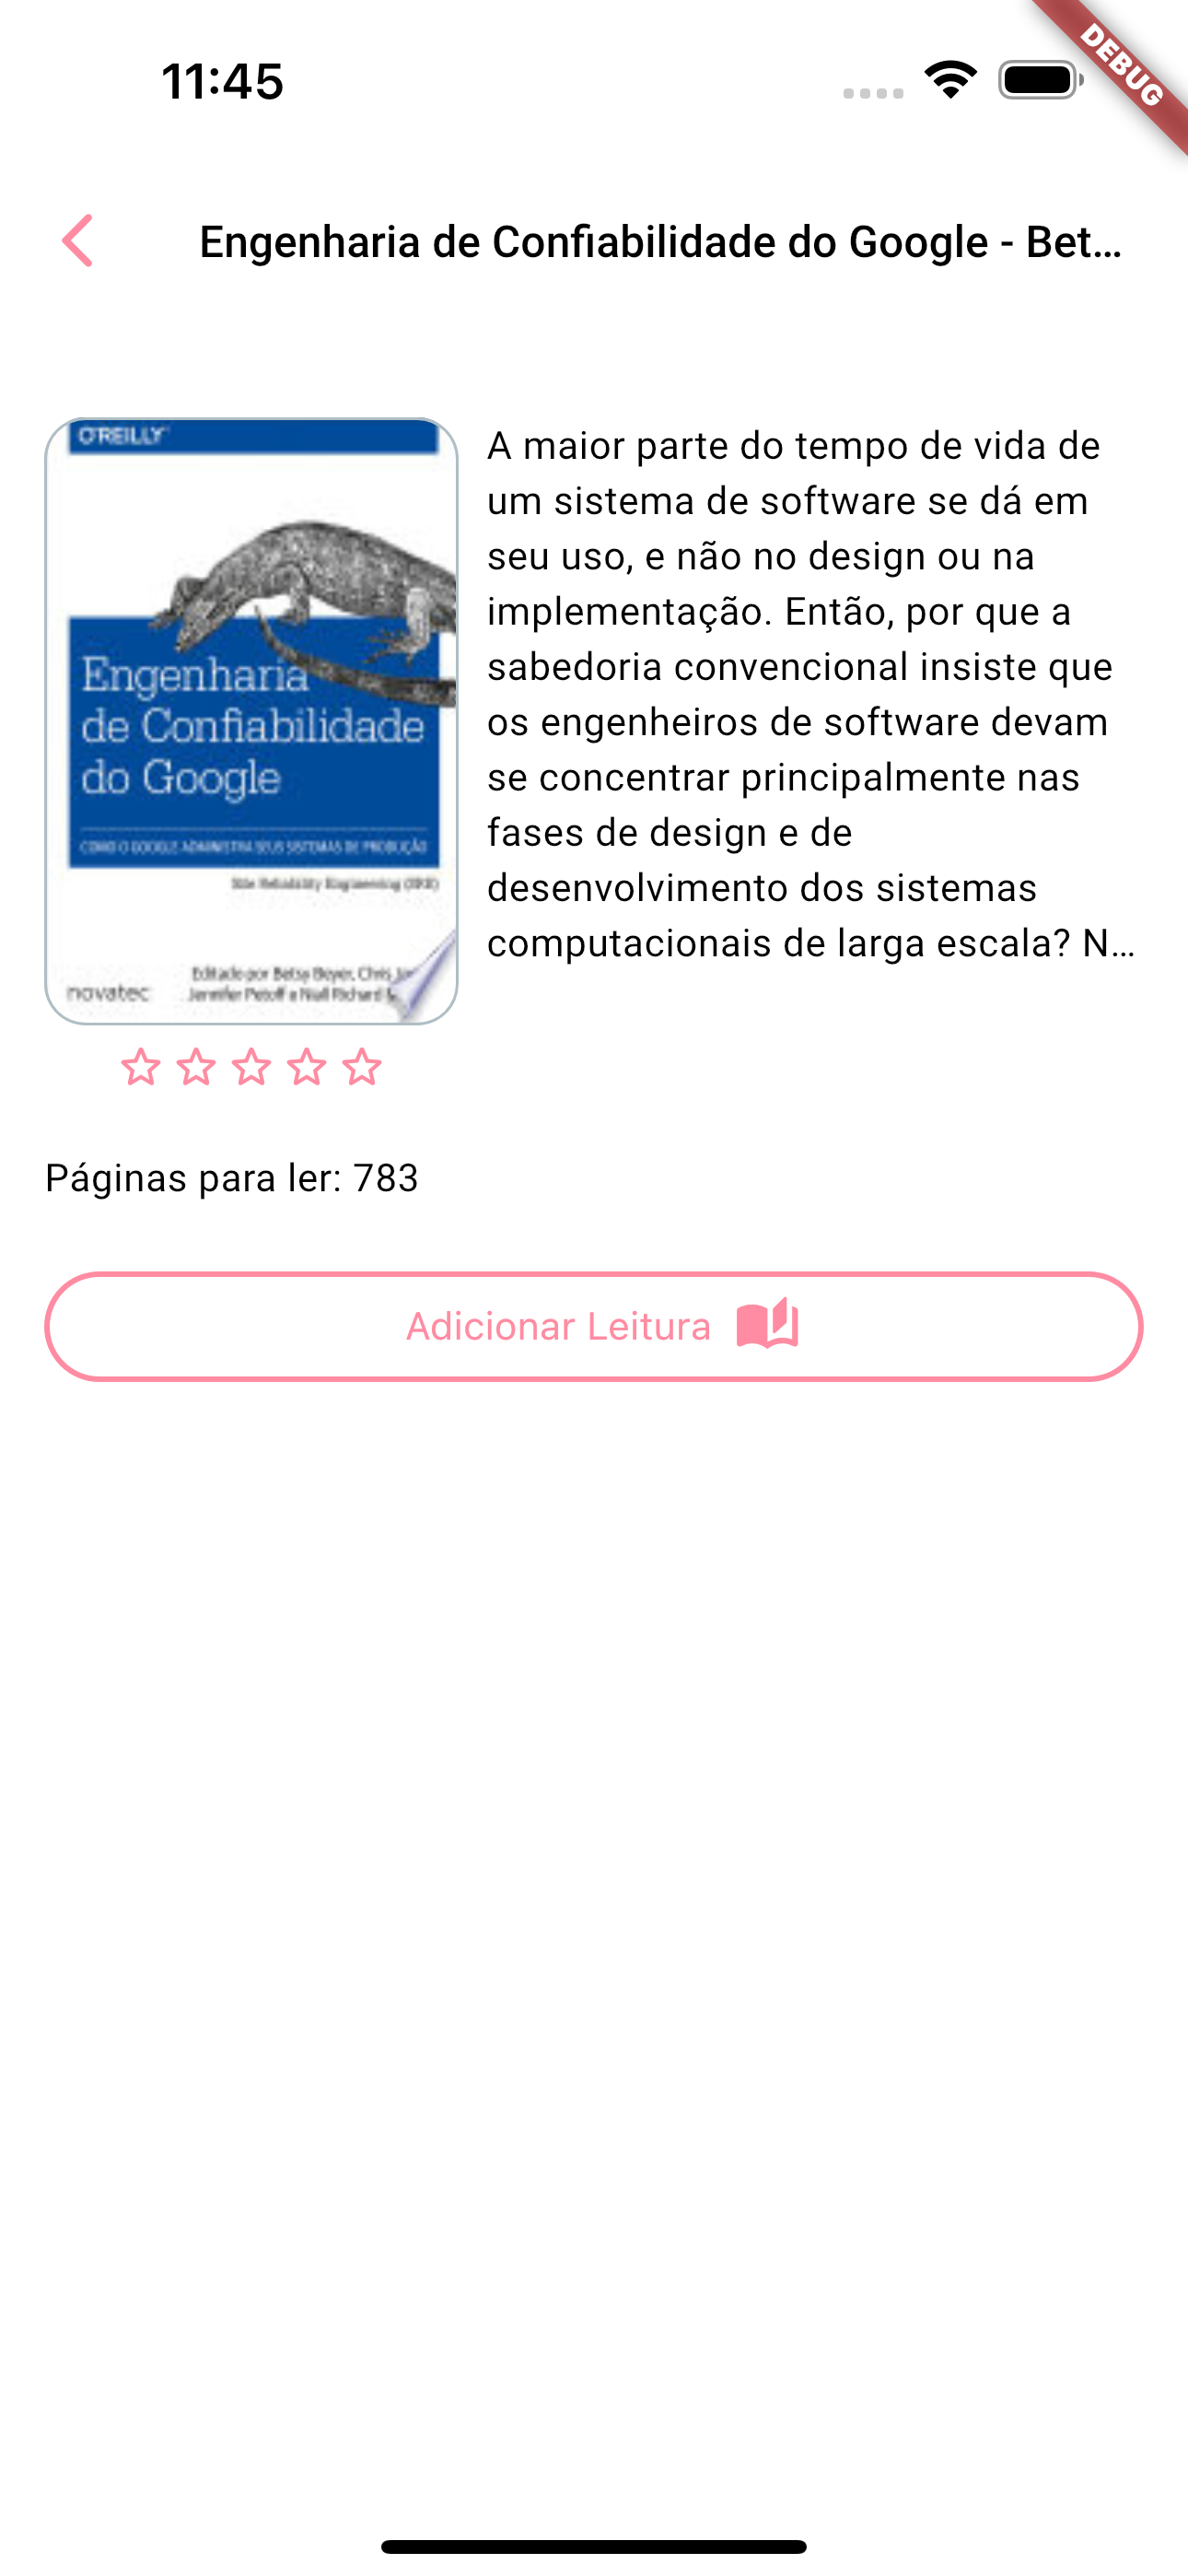 11:45
DEBUG
Engenharia de Confiabilidade do Google - Bet...
O'REILLY
Engenharia
de Confiabilidade
do Google
COMO O GOOGLE ADMINISTRA SEUS SISTEMAS DE PRODUÇÃO
Site Reliability Engineering (SRE)
Editado por Betsy Beyer, Chris
novatec
Jennifer Petoff e Niall Richard
A maior parte do tempo de vida de
um sistema de software se dá em
seu uso, e não no design ou na
implementação. Então, por que a
sabedoria convencional insiste que
os engenheiros de software devam
se concentrar principalmente nas
fases de design e de
desenvolvimento dos sistemas
computacionais de larga escala? N...
Páginas para ler: 783
Adicionar Leitura